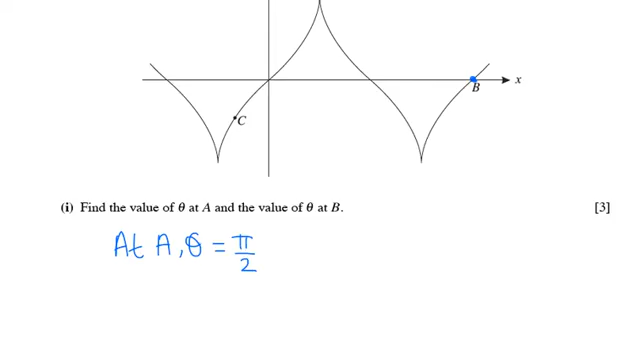 x
B
C
(i) Find the value of θ at A and the value of θ at B. [3]
At A, θ = π/2